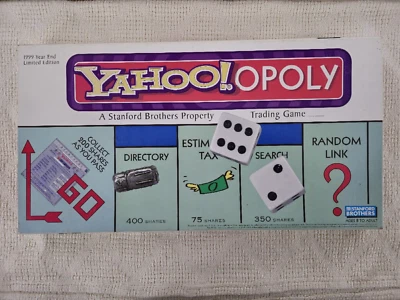 1999 Year End
Limited Edition
YAHOO!OPOLY
A Stanford Brothers Property Trading Game
COLLECT
200 SHARES
AS YOU PASS
GO
DIRECTORY
400 SHARES
ESTIM
TAX
75 SHARES
SEARCH
350 SHARES
RANDOM
LINK
?
STANFORD
BROTHERS